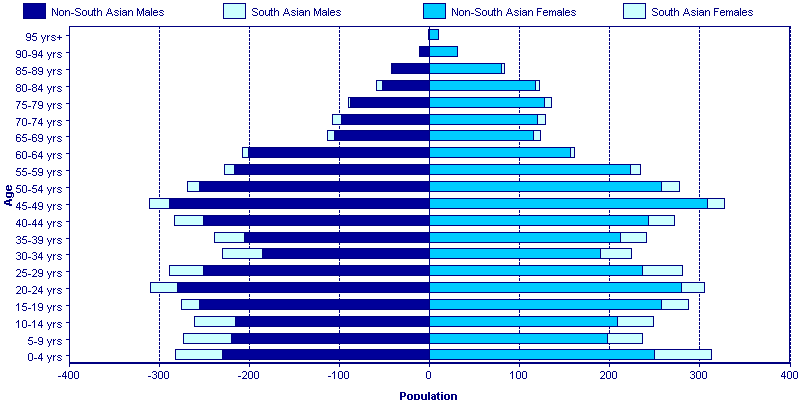 Non-South Asian Males South Asian Males Non-South Asian Females South Asian Females
95 yrs+
90-94 yrs
85-89 yrs
80-84 yrs
75-79 yrs
70-74 yrs
65-69 yrs
60-64 yrs
55-59 yrs
50-54 yrs
Age
45-49 yrs
40-44 yrs
35-39 yrs
30-34 yrs
25-29 yrs
20-24 yrs
15-19 yrs
10-14 yrs
5-9 yrs
0-4 yrs
-400 -300 -200 -100 0 100 200 300 400
Population